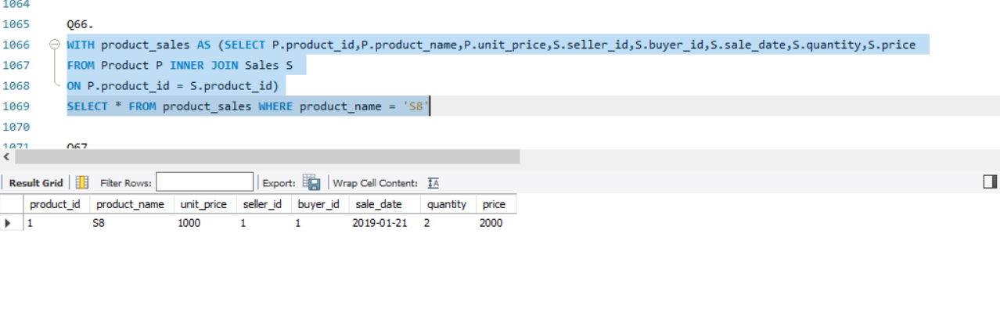 1064
1065 Q66.
1066 WITH product_sales AS (SELECT P.product_id,P.product_name,P.unit_price,S.seller_id,S.buyer_id,S.sale_date,S.quantity,S.price
1067 FROM Product P INNER JOIN Sales S
1068 ON P.product_id = S.product_id)
1069 SELECT * FROM product_sales WHERE product_name = 'S8'
1070
1071 Q67
Result Grid Filter Rows: Export: Wrap Cell Content: IA
product_id product_name unit_price seller_id buyer_id sale_date quantity price
1 S8 1000 1 1 2019-01-21 2 2000